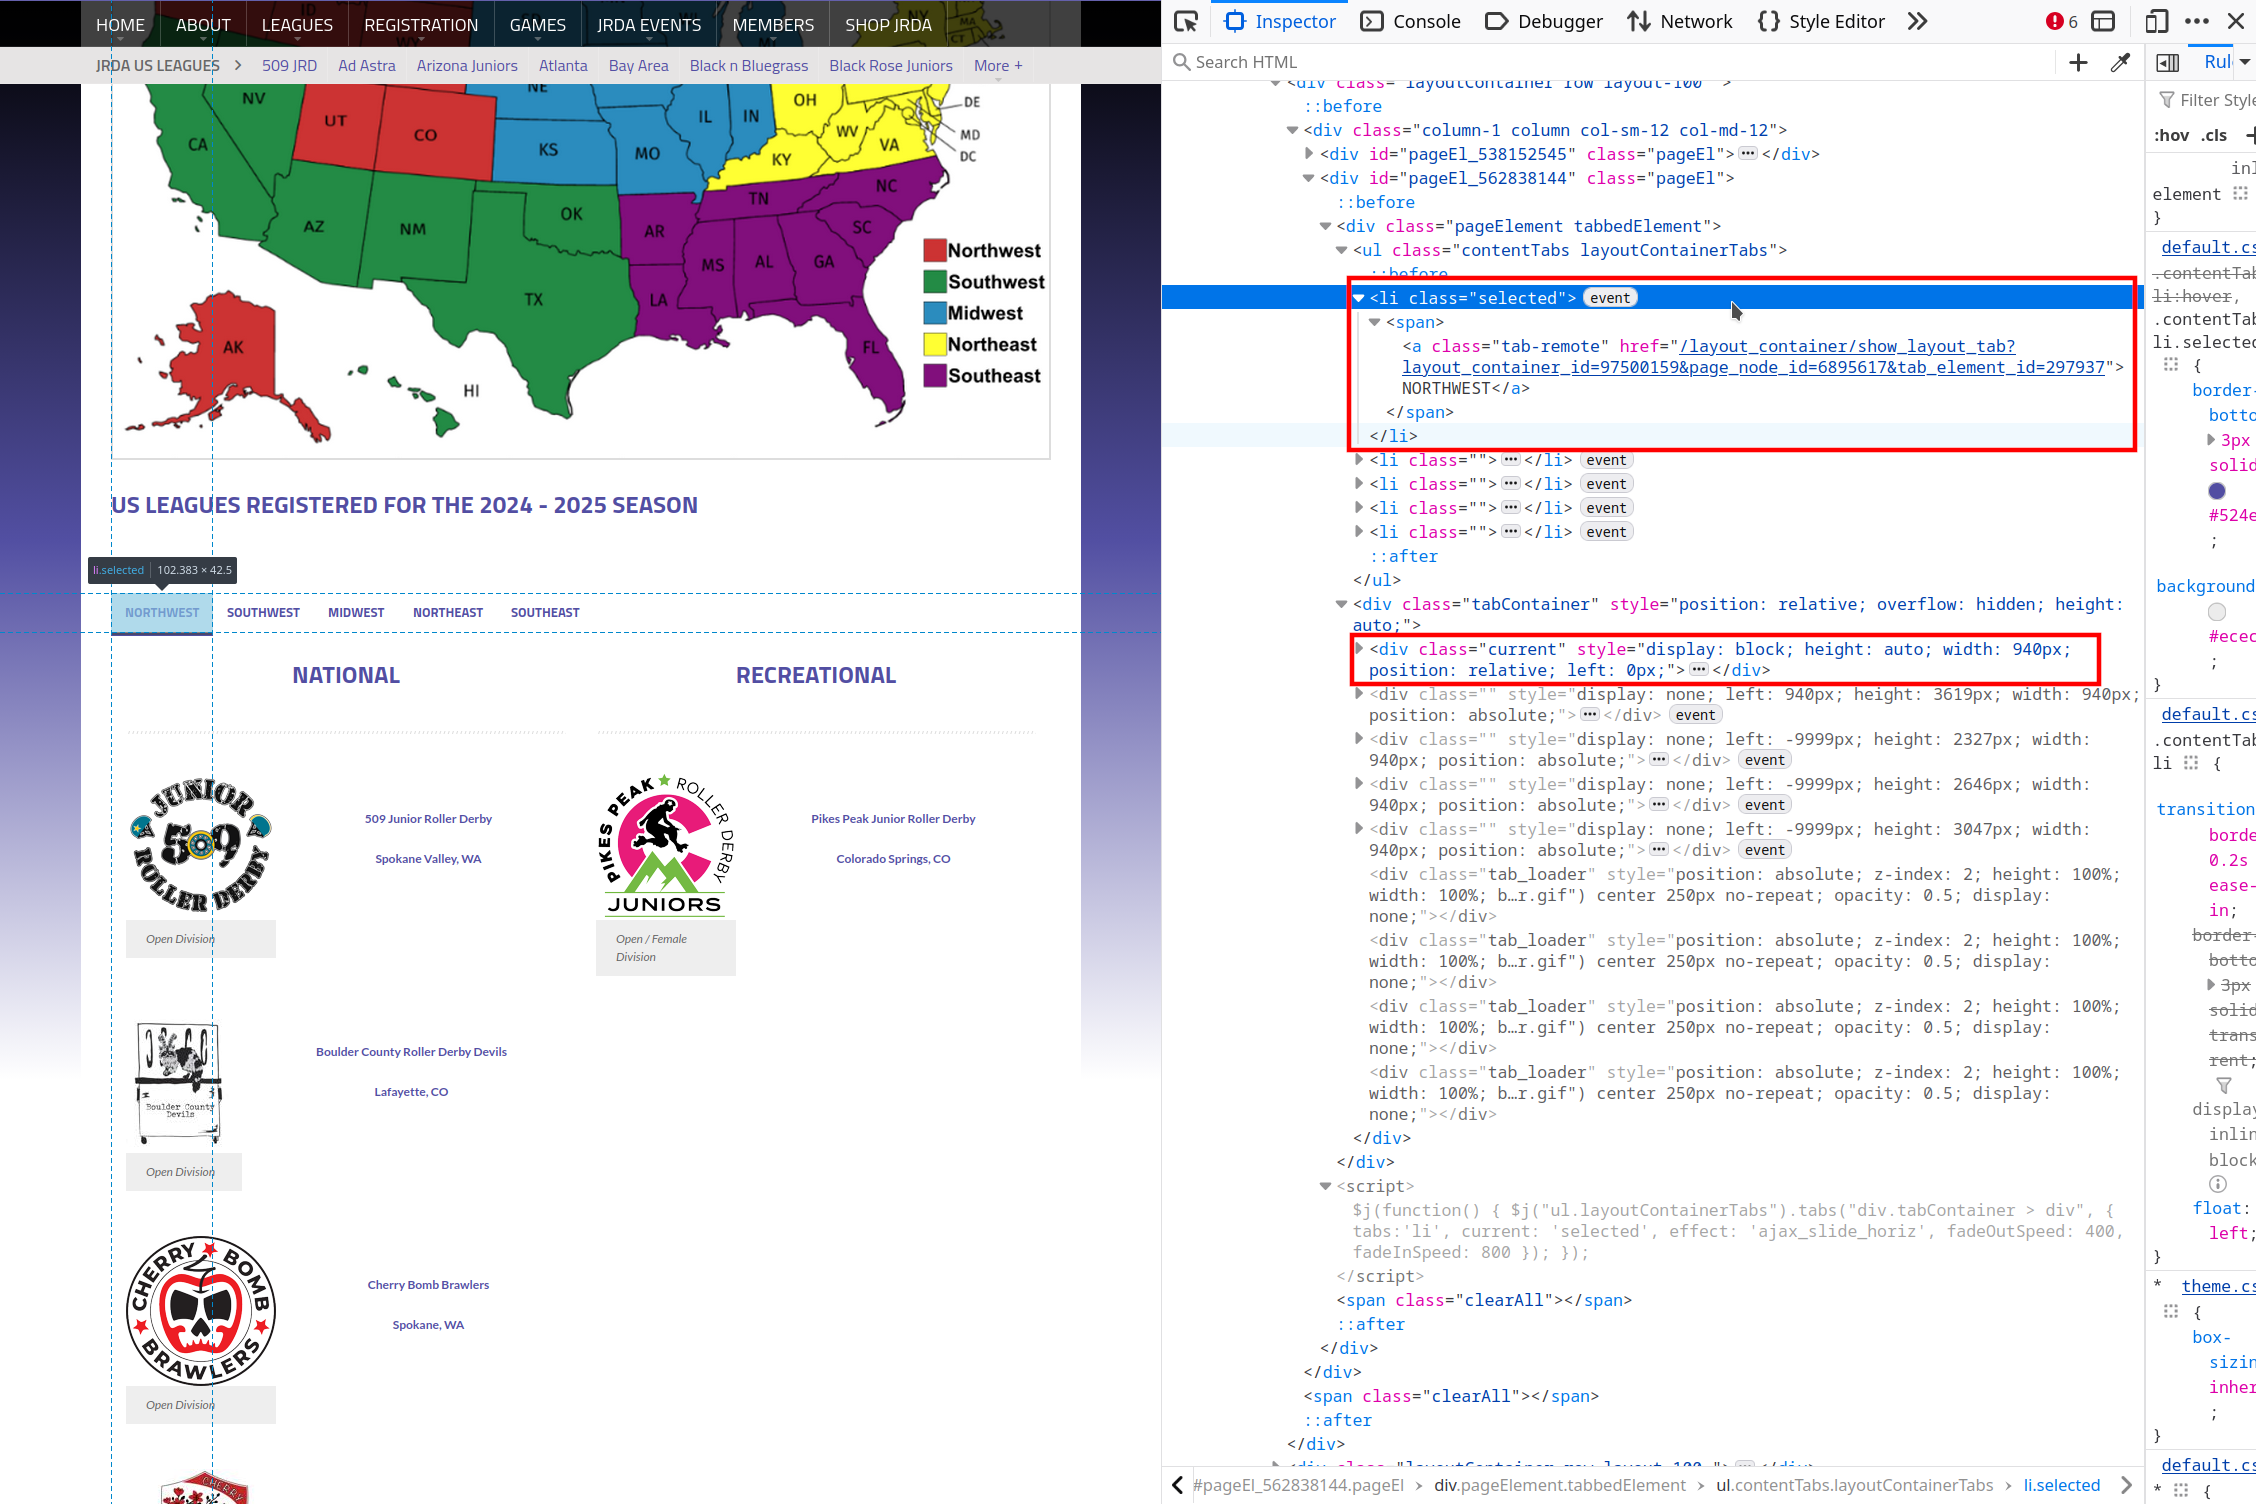 HOME ABOUT LEAGUES REGISTRATION GAMES JRDA EVENTS MEMBERS SHOP JRDA
JRDA US LEAGUES > 509 JRD Ad Astra Arizona Juniors Atlanta Bay Area Black n Bluegrass Black Rose Juniors More +
NV UT CO NE KS MO IL IN OH KY WV VA DE MD DC
CA AZ NM OK TX AR TN NC SC MS AL GA LA FL
AK HI
Northwest
Southwest
Midwest
Northeast
Southeast
US LEAGUES REGISTERED FOR THE 2024 - 2025 SEASON
li.selected 102.383 × 42.5
NORTHWEST SOUTHWEST MIDWEST NORTHEAST SOUTHEAST
NATIONAL RECREATIONAL
JUNIOR 509 ROLLER DERBY
509 Junior Roller Derby
Spokane Valley, WA
Open Division
PIKES PEAK ROLLER DERBY JUNIORS
Pikes Peak Junior Roller Derby
Colorado Springs, CO
Open / Female
Division
Boulder County
Devils
Boulder County Roller Derby Devils
Lafayette, CO
Open Division
CHERRY BOMB BRAWLERS
Cherry Bomb Brawlers
Spokane, WA
Open Division
CHERRY
Inspector Console Debugger Network Style Editor 6
Search HTML
<div class="layoutContainer row layout-100 ">
::before
<div class="column-1 column col-sm-12 col-md-12">
<div id="pageEl_538152545" class="pageEl"> ••• </div>
<div id="pageEl_562838144" class="pageEl">
::before
<div class="pageElement tabbedElement">
<ul class="contentTabs layoutContainerTabs">
::before
<li class="selected"> event
<span>
<a class="tab-remote" href="/layout_container/show_layout_tab?
layout_container_id=97500159&page_node_id=6895617&tab_element_id=297937">
NORTHWEST</a>
</span>
</li>
<li class=""> ••• </li> event
<li class=""> ••• </li> event
<li class=""> ••• </li> event
<li class=""> ••• </li> event
::after
</ul>
<div class="tabContainer" style="position: relative; overflow: hidden; height:
auto;">
<div class="current" style="display: block; height: auto; width: 940px;
position: relative; left: 0px;"> ••• </div>
<div class="" style="display: none; left: 940px; height: 3619px; width: 940px;
position: absolute;"> ••• </div> event
<div class="" style="display: none; left: -9999px; height: 2327px; width:
940px; position: absolute;"> ••• </div> event
<div class="" style="display: none; left: -9999px; height: 2646px; width:
940px; position: absolute;"> ••• </div> event
<div class="" style="display: none; left: -9999px; height: 3047px; width:
940px; position: absolute;"> ••• </div> event
<div class="tab_loader" style="position: absolute; z-index: 2; height: 100%;
width: 100%; b…r.gif") center 250px no-repeat; opacity: 0.5; display:
none;"></div>
<div class="tab_loader" style="position: absolute; z-index: 2; height: 100%;
width: 100%; b…r.gif") center 250px no-repeat; opacity: 0.5; display:
none;"></div>
<div class="tab_loader" style="position: absolute; z-index: 2; height: 100%;
width: 100%; b…r.gif") center 250px no-repeat; opacity: 0.5; display:
none;"></div>
<div class="tab_loader" style="position: absolute; z-index: 2; height: 100%;
width: 100%; b…r.gif") center 250px no-repeat; opacity: 0.5; display:
none;"></div>
</div>
</div>
<script>
$j(function() { $j("ul.layoutContainerTabs").tabs("div.tabContainer > div", {
tabs:'li', current: 'selected', effect: 'ajax_slide_horiz', fadeOutSpeed: 400,
fadeInSpeed: 800 }); });
</script>
<span class="clearAll"></span>
::after
</div>
</div>
<span class="clearAll"></span>
::after
</div>
#pageEl_562838144.pageEl > div.pageElement.tabbedElement > ul.contentTabs.layoutContainerTabs > li.selected
Rul
Filter Style
:hov .cls +
inl
element {
}
default.cs
.contentTab
li:hover,
.contentTab
li.selected
{
border-
botto
3px
solid
#524e
;
background
#ecec
;
}
default.cs
.contentTab
li {
transition
borde
0.2s
ease-
in;
border-
botto
3px
solid
trans
rent;
display
inlin
block
float:
left;
}
* theme.cs
{
box-
sizin
inher
;
}
default.cs
* {